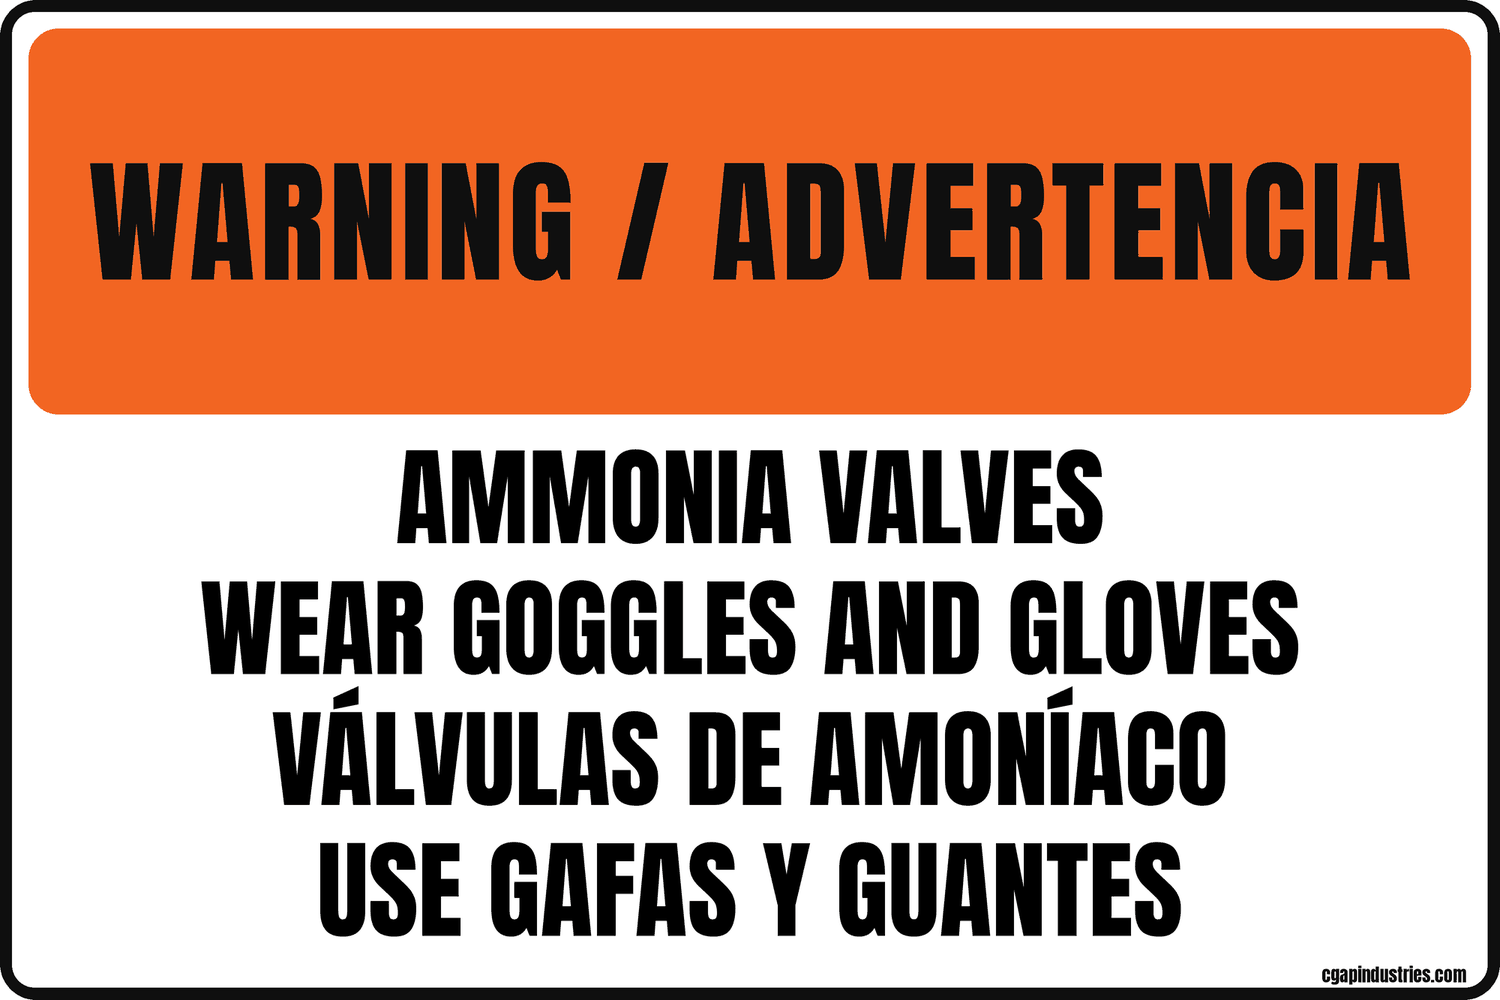 WARNING / ADVERTENCIA
AMMONIA VALVES
WEAR GOGGLES AND GLOVES
VÁLVULAS DE AMONÍACO
USE GAFAS Y GUANTES
cgapindustries.com